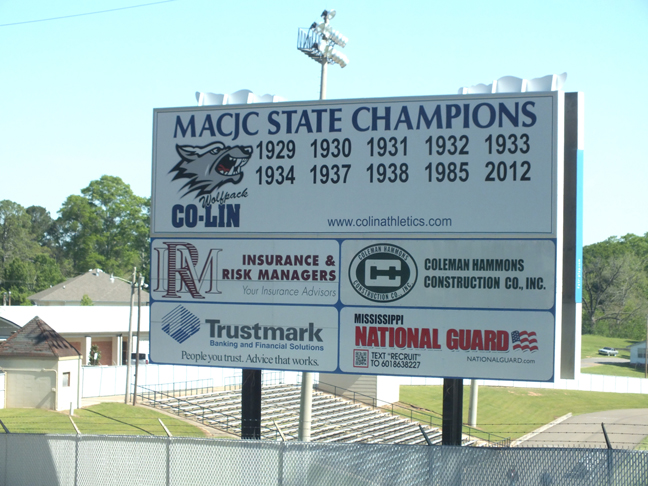 MACJC STATE CHAMPIONS
1929 1930 1931 1932 1933
1934 1937 1938 1985 2012
Wolfpack
CO-LIN
www.colinathletics.com
RM
INSURANCE &
RISK MANAGERS
Your Insurance Advisors
COLEMAN HAMMONS
CH
CONSTRUCTION CO., INC.
COLEMAN HAMMONS
CONSTRUCTION CO., INC.
Trustmark
Banking and Financial Solutions
People you trust. Advice that works.
MISSISSIPPI
NATIONAL GUARD
NATIONALGUARD.com
TEXT "RECRUIT"
TO 6018638227